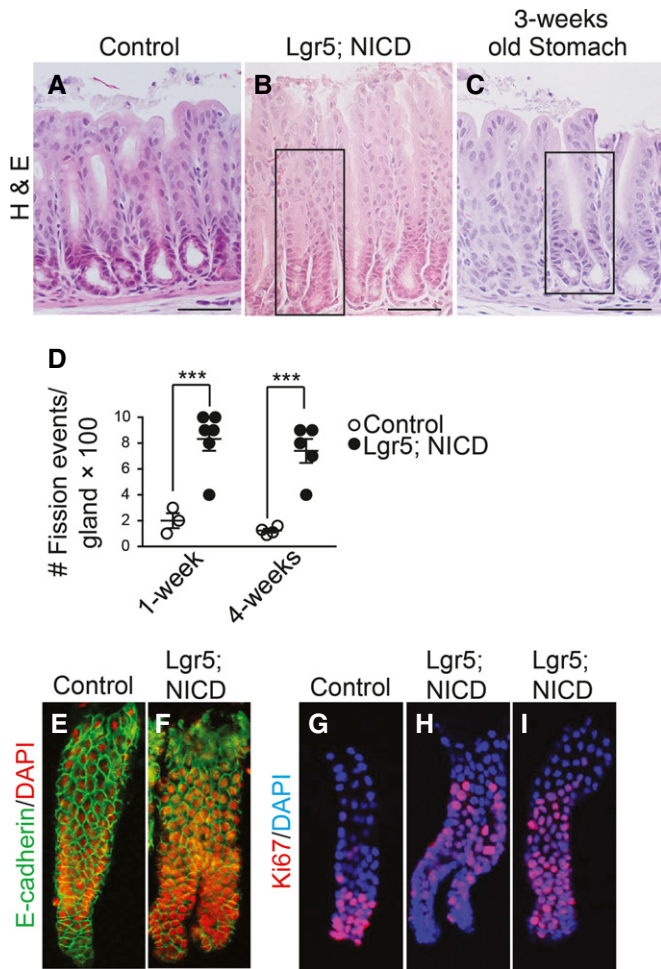 Control
Lgr5; NICD
3-weeks
old Stomach
H & E
A
B
C
D
# Fission events/
gland × 100
10
8
6
4
2
0
***
***
Control
Lgr5; NICD
1-week
4-weeks
Control
Lgr5;
NICD
Control
Lgr5;
NICD
Lgr5;
NICD
E-cadherin/DAPI
E
F
Ki67/DAPI
G
H
I